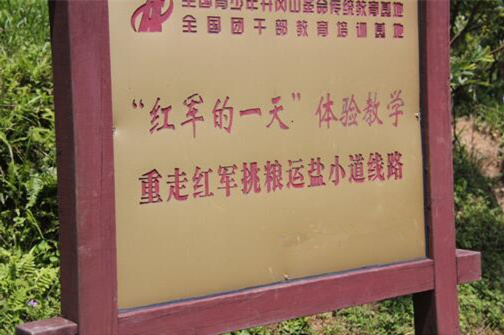 全国青少年井冈山革命传统教育基地
全国团干部教育培训基地
“红军的一天”体验教学
重走红军挑粮运盐小道线路